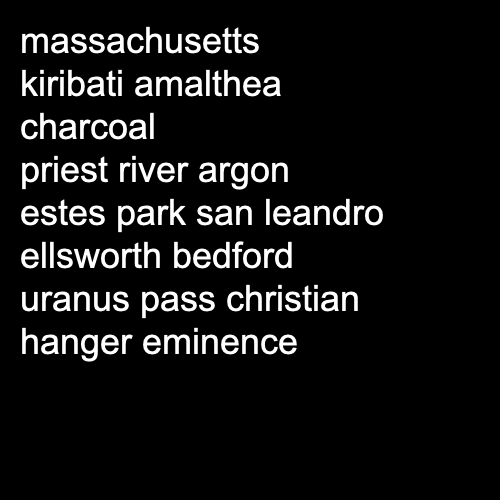 massachusetts
kiribati amalthea
charcoal
priest river argon
estes park san leandro
ellsworth bedford
uranus pass christian
hanger eminence